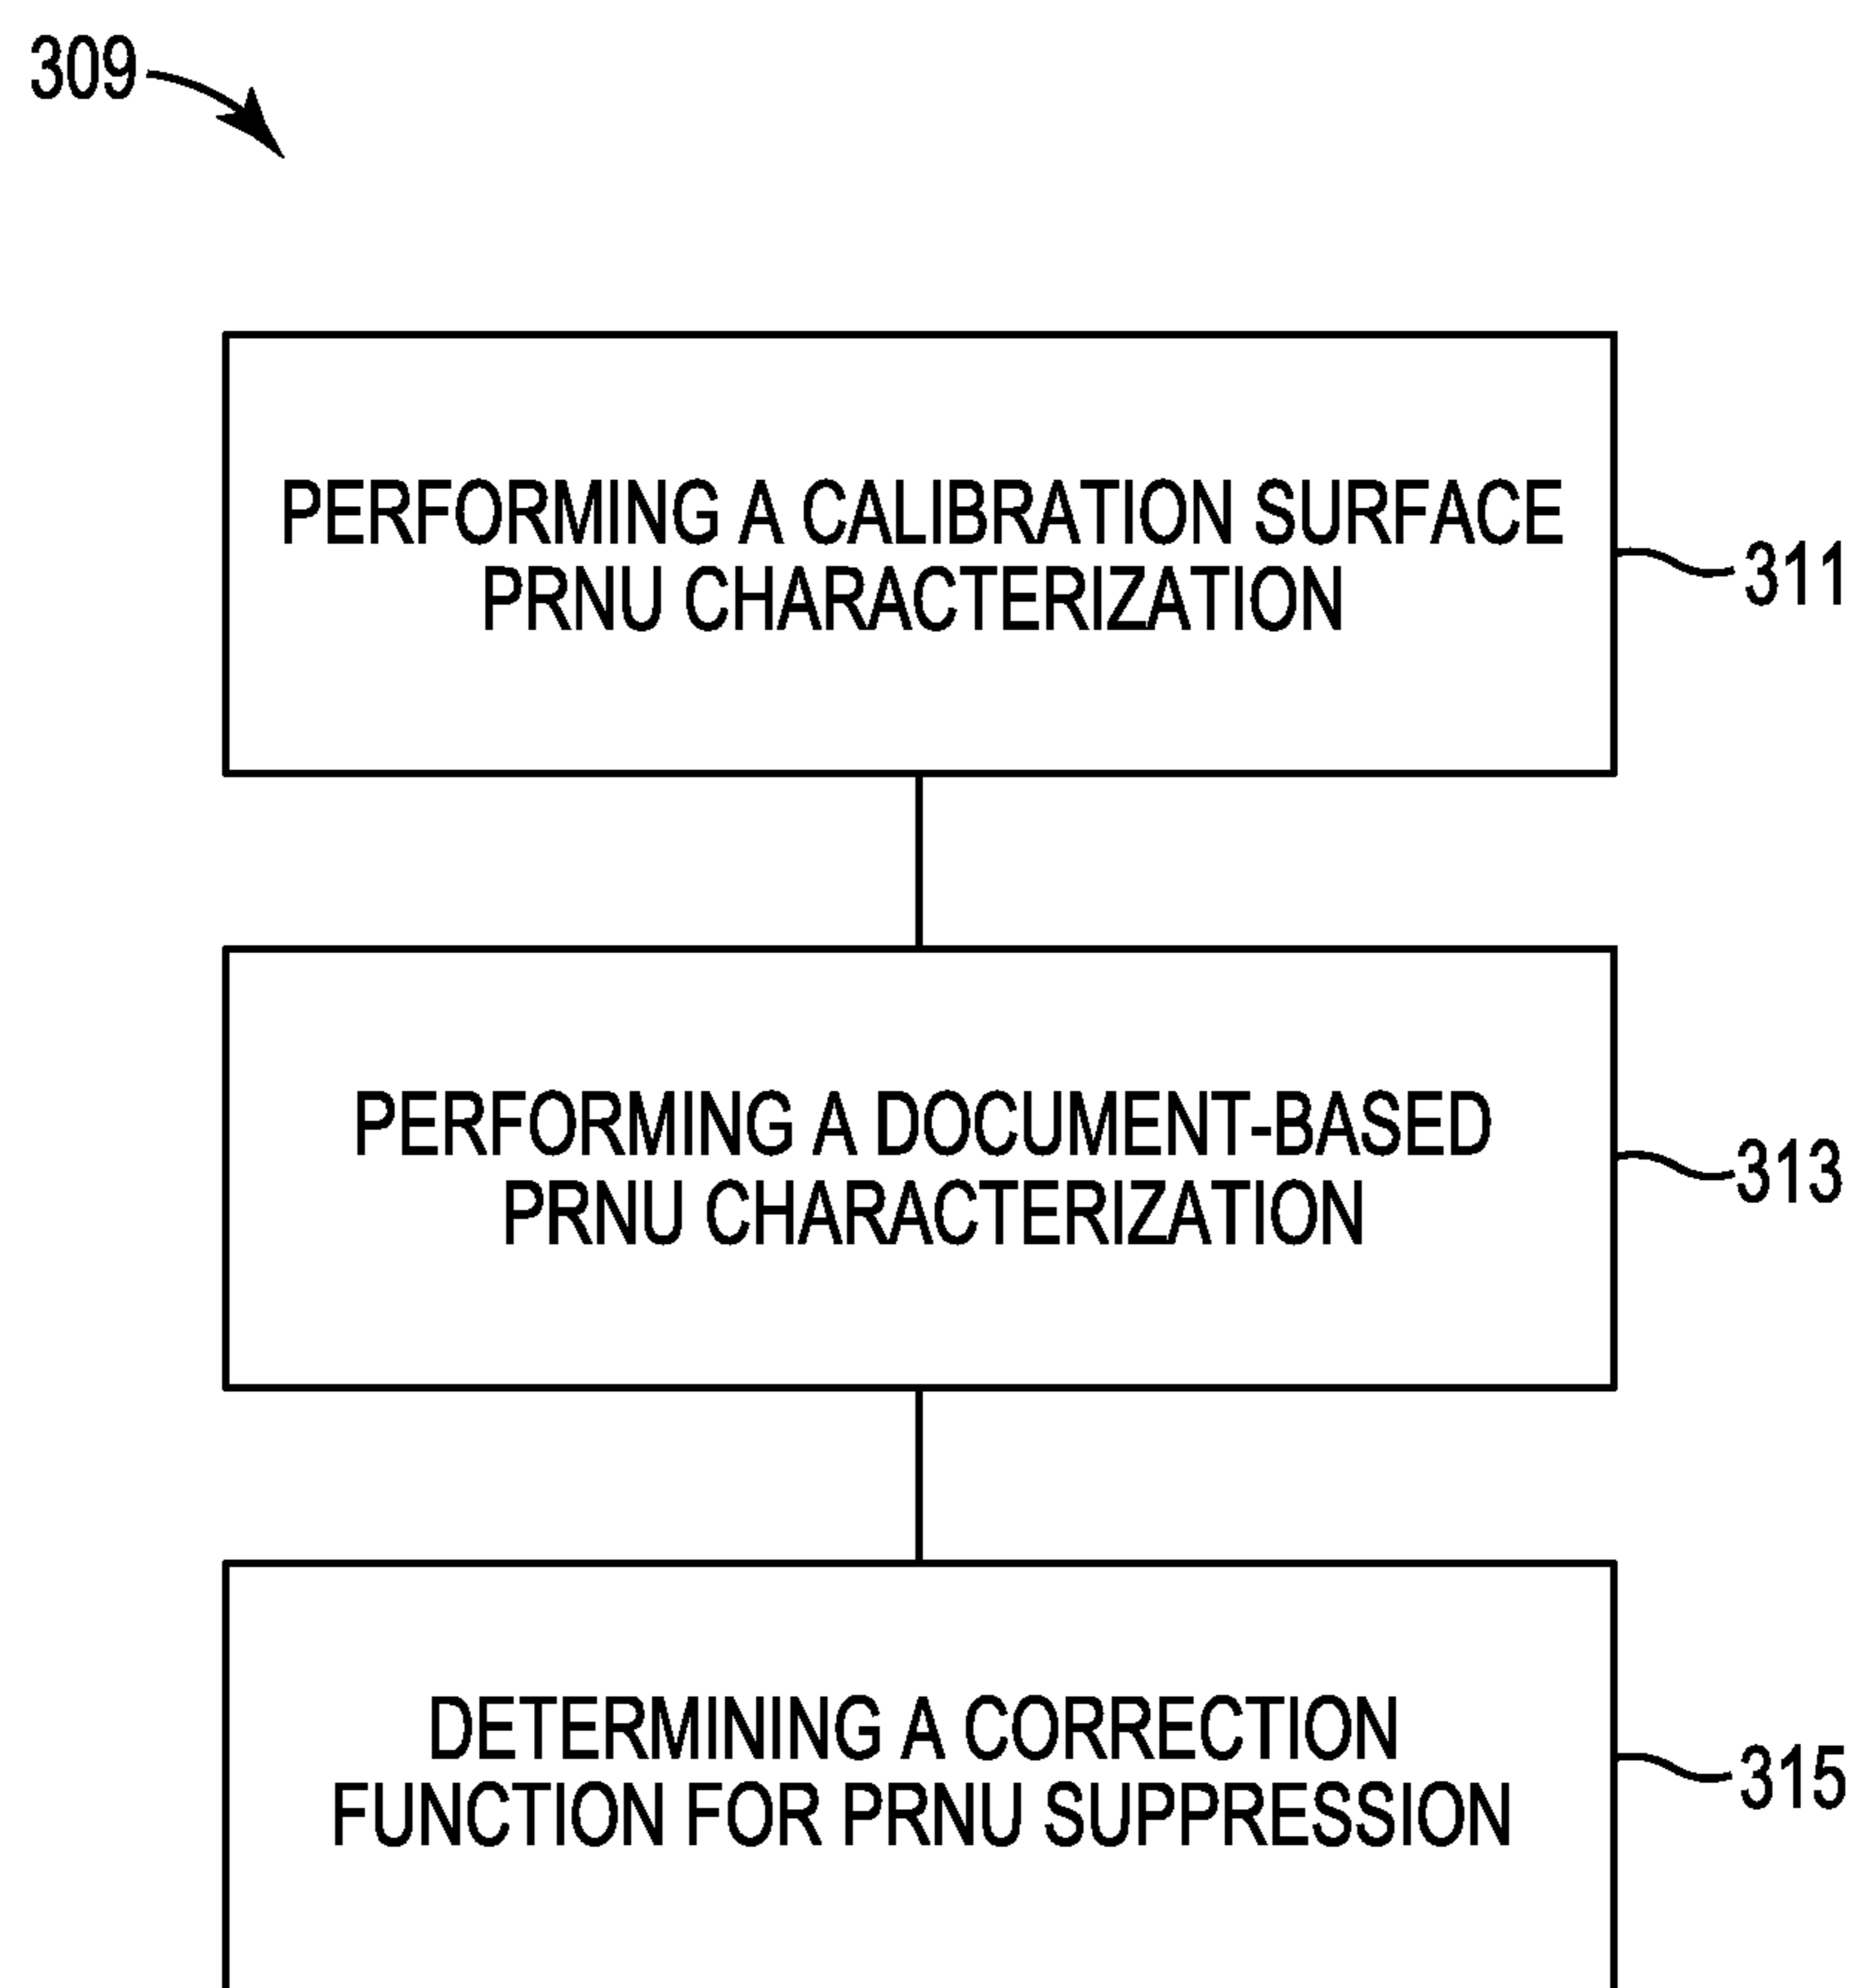 309
PERFORMING A CALIBRATION SURFACE
PRNU CHARACTERIZATION
311
PERFORMING A DOCUMENT-BASED
PRNU CHARACTERIZATION
313
DETERMINING A CORRECTION
FUNCTION FOR PRNU SUPPRESSION
315